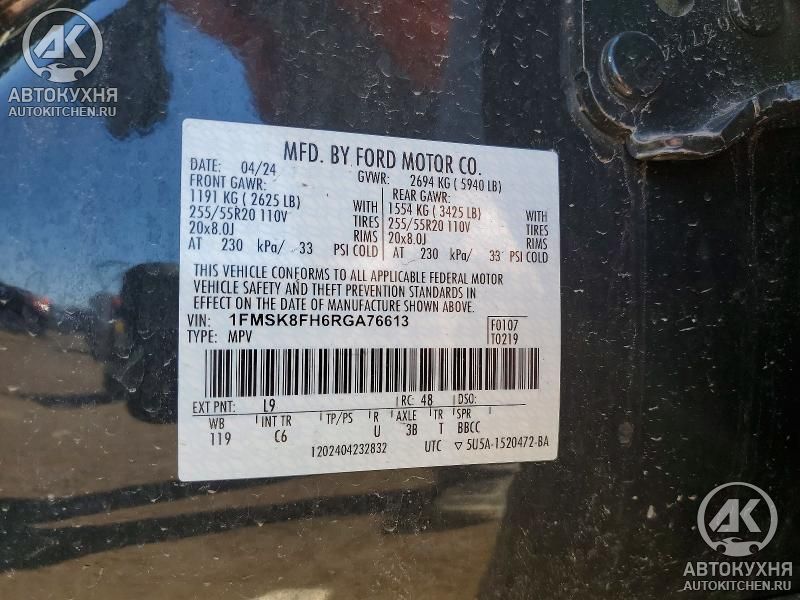 АВТОКУХНЯ
AUTOKITCHEN.RU
MFD. BY FORD MOTOR CO.
DATE: 04/24 GVWR: 2694 KG ( 5940 LB)
FRONT GAWR: REAR GAWR:
1191 KG ( 2625 LB) WITH 1554 KG ( 3425 LB) WITH
255/55R20 110V TIRES 255/55R20 110V TIRES
20x8.0J RIMS 20x8.0J RIMS
AT 230 kPa/ 33 PSI COLD AT 230 kPa/ 33 PSI COLD
THIS VEHICLE CONFORMS TO ALL APPLICABLE FEDERAL MOTOR
VEHICLE SAFETY AND THEFT PREVENTION STANDARDS IN
EFFECT ON THE DATE OF MANUFACTURE SHOWN ABOVE.
VIN: 1FMSK8FH6RGA76613 F0107
TYPE: MPV T0219
EXT PNT: L9 RC: 48 DSO:
WB INT TR TP/PS R AXLE TR SPR
119 C6 U 3B T BBCC
1202404232832 UTC ▽ 5U5A-1520472-BA
АК
АВТОКУХНЯ
AUTOKITCHEN.RU